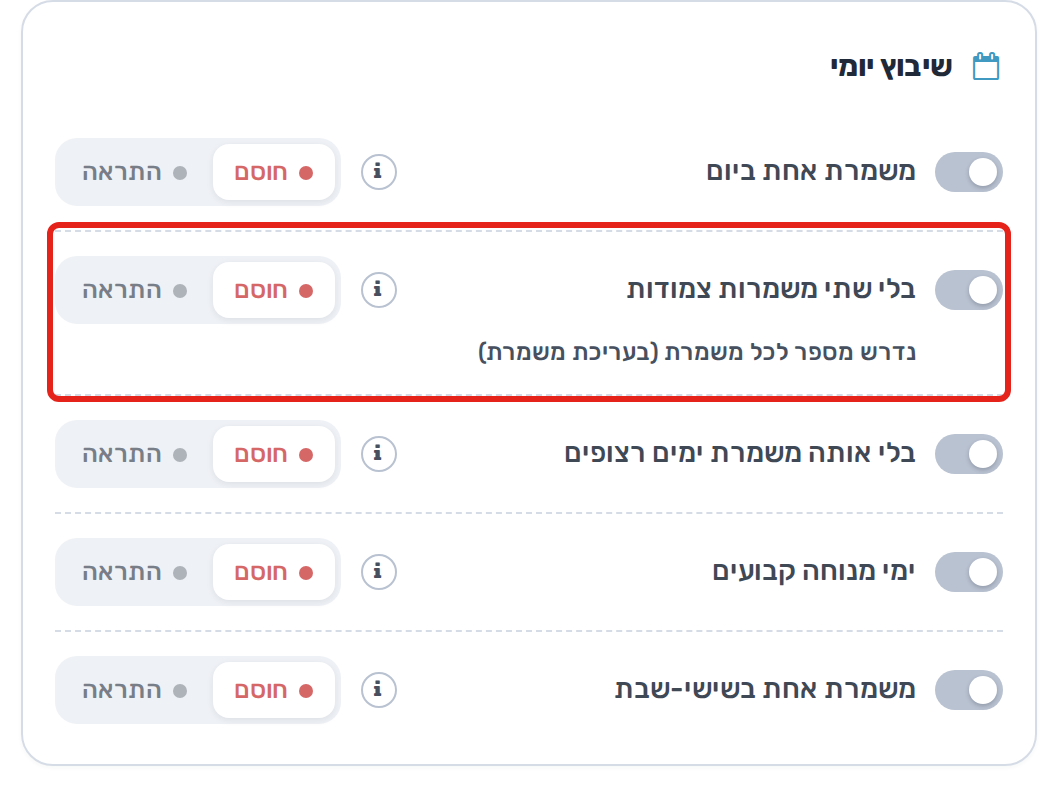 שיבוץ יומי
משמרת אחת ביום i חוסם התראה
בלי שתי משמרות צמודות i חוסם התראה
נדרש מספר לכל משמרת (בעריכת משמרת)
בלי אותה משמרת ימים רצופים i חוסם התראה
ימי מנוחה קבועים i חוסם התראה
משמרת אחת בשישי-שבת i חוסם התראה